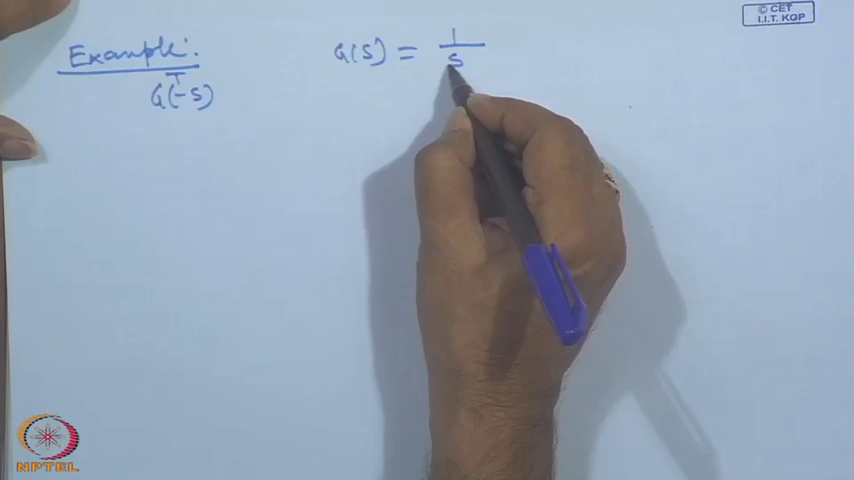 Example:
G(-s)ᵀ
G(s) = 1/s
© CET
I.I.T. KGP
NPTEL